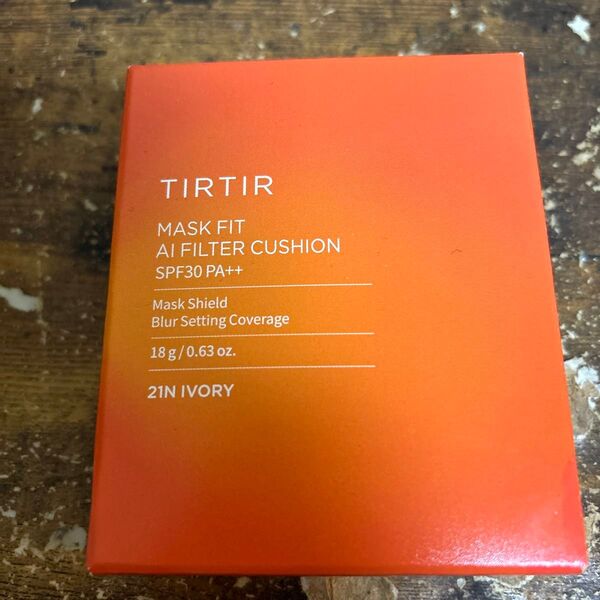 TIRTIR
MASK FIT
AI FILTER CUSHION
SPF30 PA++
Mask Shield
Blur Setting Coverage
18 g / 0.63 oz.
21N IVORY